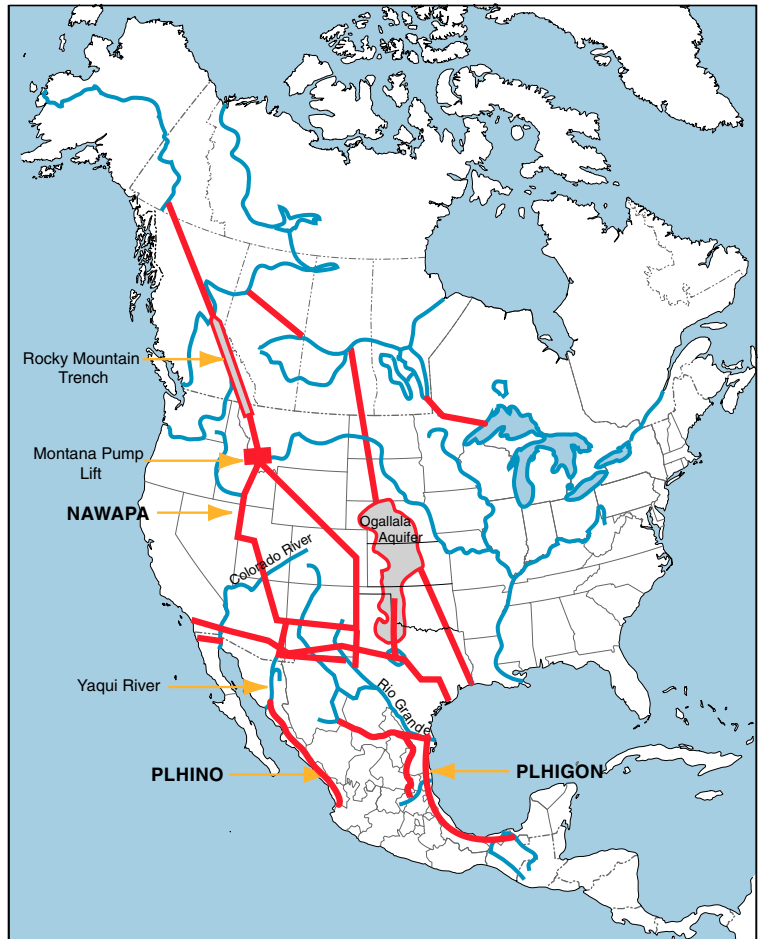 Rocky Mountain
Trench
Montana Pump
Lift
NAWAPA
Ogallala
Aquifer
Colorado River
Yaqui River
Rio Grande
PLHINO
PLHIGON